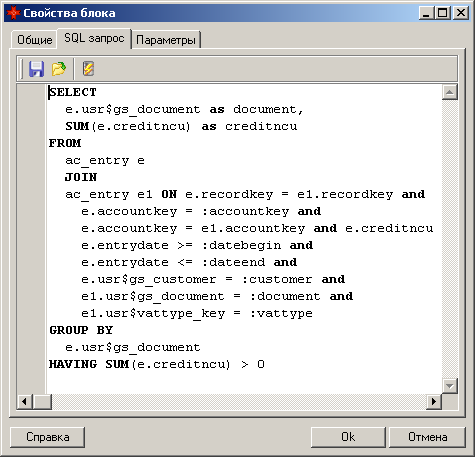 Свойства блока
Общие SQL запрос Параметры
SELECT
e.usr$gs_document as document,
SUM(e.creditncu) as creditncu
FROM
ac_entry e
JOIN
ac_entry e1 ON e.recordkey = e1.recordkey and
e.accountkey = :accountkey and
e.accountkey = e1.accountkey and e.creditncu
e.entrydate >= :datebegin and
e.entrydate <= :dateend and
e.usr$gs_customer = :customer and
e1.usr$gs_document = :document and
e1.usr$vattype_key = :vattype
GROUP BY
e.usr$gs_document
HAVING SUM(e.creditncu) > 0
Справка Ok Отмена